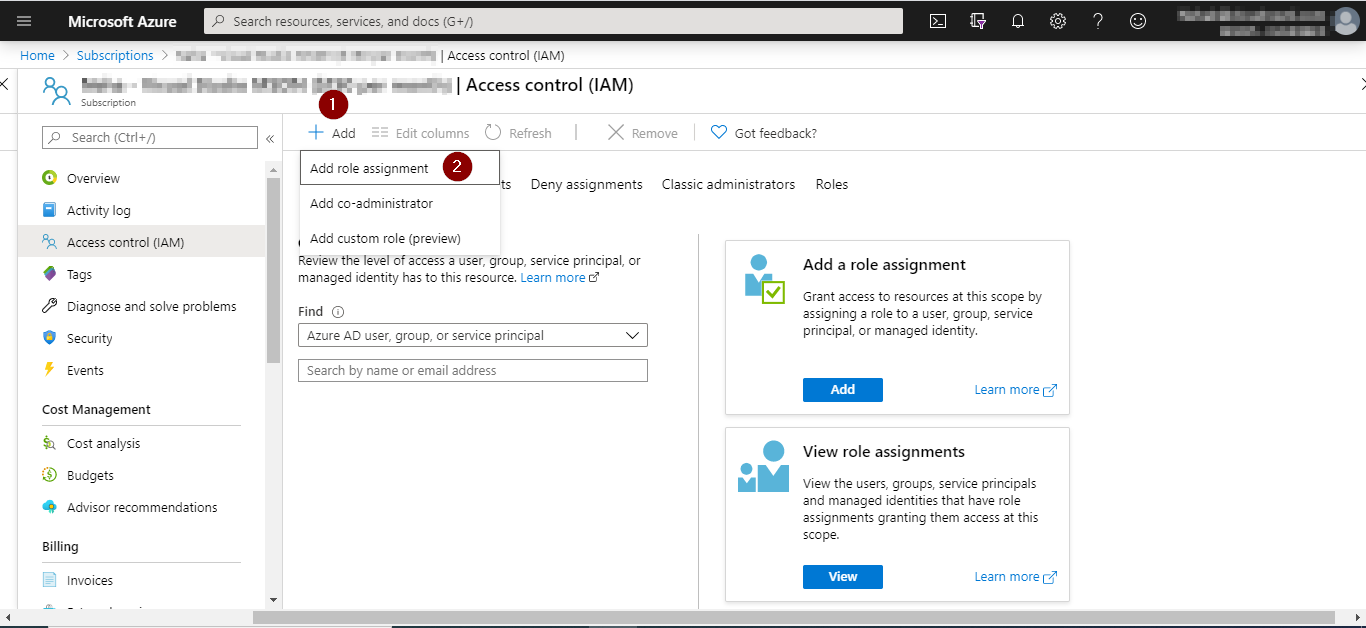 Microsoft Azure
Search resources, services, and docs (G+/)
Home > Subscriptions > | Access control (IAM)
| Access control (IAM)
Subscription
1
Search (Ctrl+/)
«
Add
Edit columns
Refresh
Remove
Got feedback?
Add role assignment
2
Add co-administrator
Add custom role (preview)
ts
Deny assignments
Classic administrators
Roles
Overview
Activity log
Access control (IAM)
Tags
Diagnose and solve problems
Security
Events
Cost Management
Cost analysis
Budgets
Advisor recommendations
Billing
Invoices
Review the level of access a user, group, service principal, or
managed identity has to this resource. Learn more
Find
Azure AD user, group, or service principal
Search by name or email address
Add a role assignment
Grant access to resources at this scope by
assigning a role to a user, group, service
principal, or managed identity.
Add
Learn more
View role assignments
View the users, groups, service principals
and managed identities that have role
assignments granting them access at this
scope.
View
Learn more